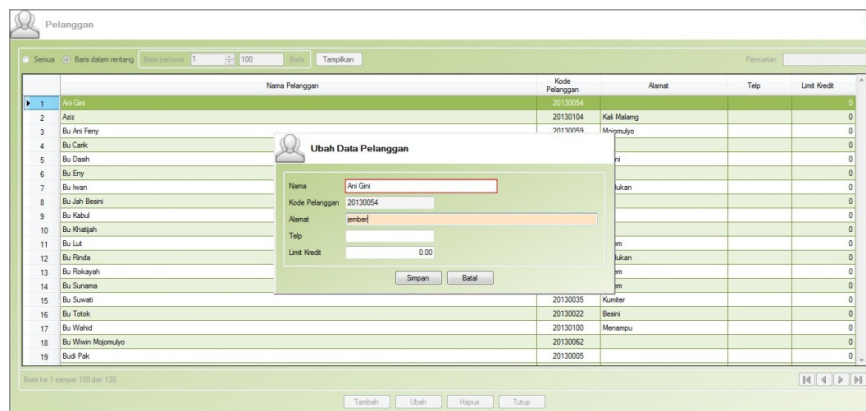 Pelanggan
Semua Baris dalam rentang Baris pertama 1 100 Baris Tampilkan Pencarian
Nama Pelanggan Kode Pelanggan Alamat Telp Limit Kredit
1 Ani Gini 20130054 0
2 Aziz 20130104 Kali Malamg 0
3 Bu Ani Feny 20130059 Mojomulyo 0
4 Bu Carik 0
5 Bu Dasih ni 0
6 Bu Eny 0
7 Bu Iwan ukan 0
8 Bu Jah Besini 0
9 Bu Kabul 0
10 Bu Khatijah 0
11 Bu Lut m 0
12 Bu Rinda ukan 0
13 Bu Rokayah em 0
14 Bu Sunama m 0
15 Bu Suwati 20130035 Kumiter 0
16 Bu Totok 20130022 Besini 0
17 Bu Wahid 20130100 Menampu 0
18 Bu Wiwin Mojomulyo 20130062 0
19 Budi Pak 20130005 0
Ubah Data Pelanggan
Nama Ani Gini
Kode Pelanggan 20130054
Alamat jember
Telp
Limit Kredit 0.00
Simpan Batal
Baris ke 1 sampai 100 dari 130
Tambah Ubah Hapus Tutup